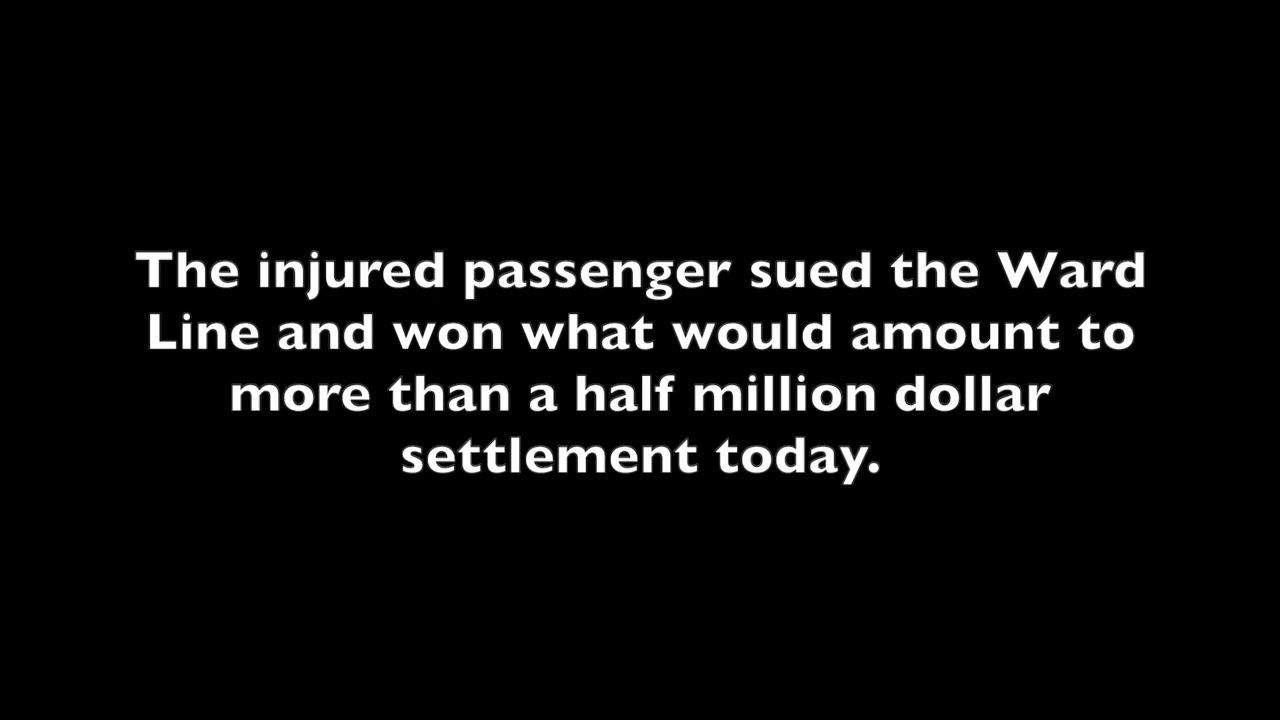 The injured passenger sued the Ward
Line and won what would amount to
more than a half million dollar
settlement today.